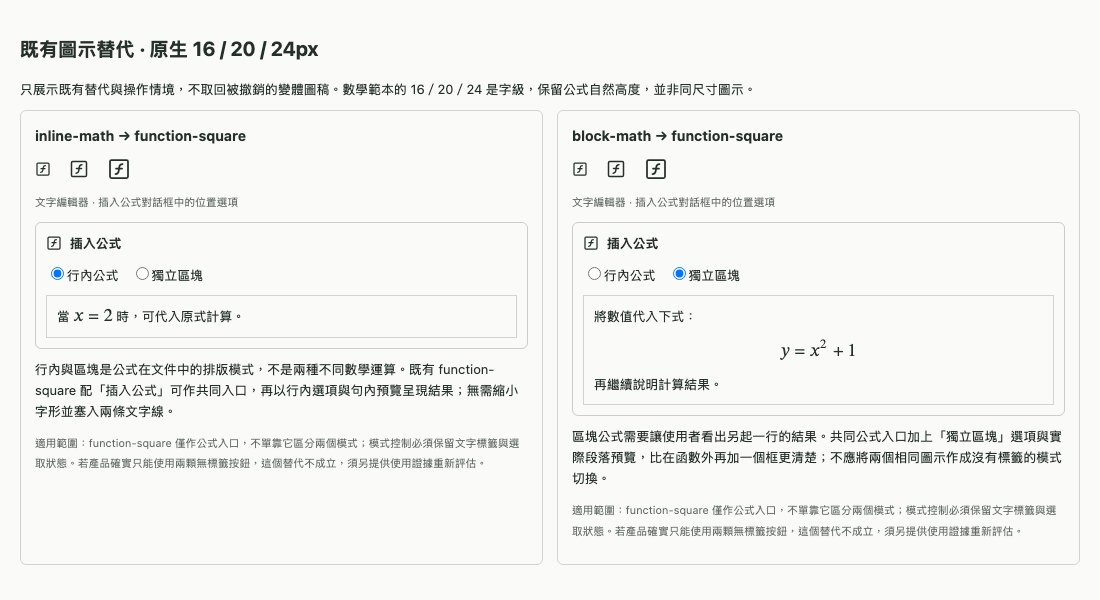 既有圖示替代 · 原生 16 / 20 / 24px
只展示既有替代與操作情境，不取回被撤銷的變體圖稿。數學範本的 16 / 20 / 24 是字級，保留公式自然高度，並非同尺寸圖示。
inline-math → function-square
文字編輯器 · 插入公式對話框中的位置選項
插入公式
行內公式 獨立區塊
當 x = 2 時，可代入原式計算。
行內與區塊是公式在文件中的排版模式，不是兩種不同數學運算。既有 function-
square 配「插入公式」可作共同入口，再以行內選項與句內預覽呈現結果；無需縮小
字形並塞入兩條文字線。
適用範圍：function-square 僅作公式入口，不單靠它區分兩個模式；模式控制必須保留文字標籤與選
取狀態。若產品確實只能使用兩顆無標籤按鈕，這個替代不成立，須另提供使用證據重新評估。
block-math → function-square
文字編輯器 · 插入公式對話框中的位置選項
插入公式
行內公式 獨立區塊
將數值代入下式：
y = x² + 1
再繼續說明計算結果。
區塊公式需要讓使用者看出另起一行的結果。共同公式入口加上「獨立區塊」選項與實
際段落預覽，比在函數外再加一個框更清楚；不應將兩個相同圖示作成沒有標籤的模式
切換。
適用範圍：function-square 僅作公式入口，不單靠它區分兩個模式；模式控制必須保留文字標籤與選
取狀態。若產品確實只能使用兩顆無標籤按鈕，這個替代不成立，須另提供使用證據重新評估。